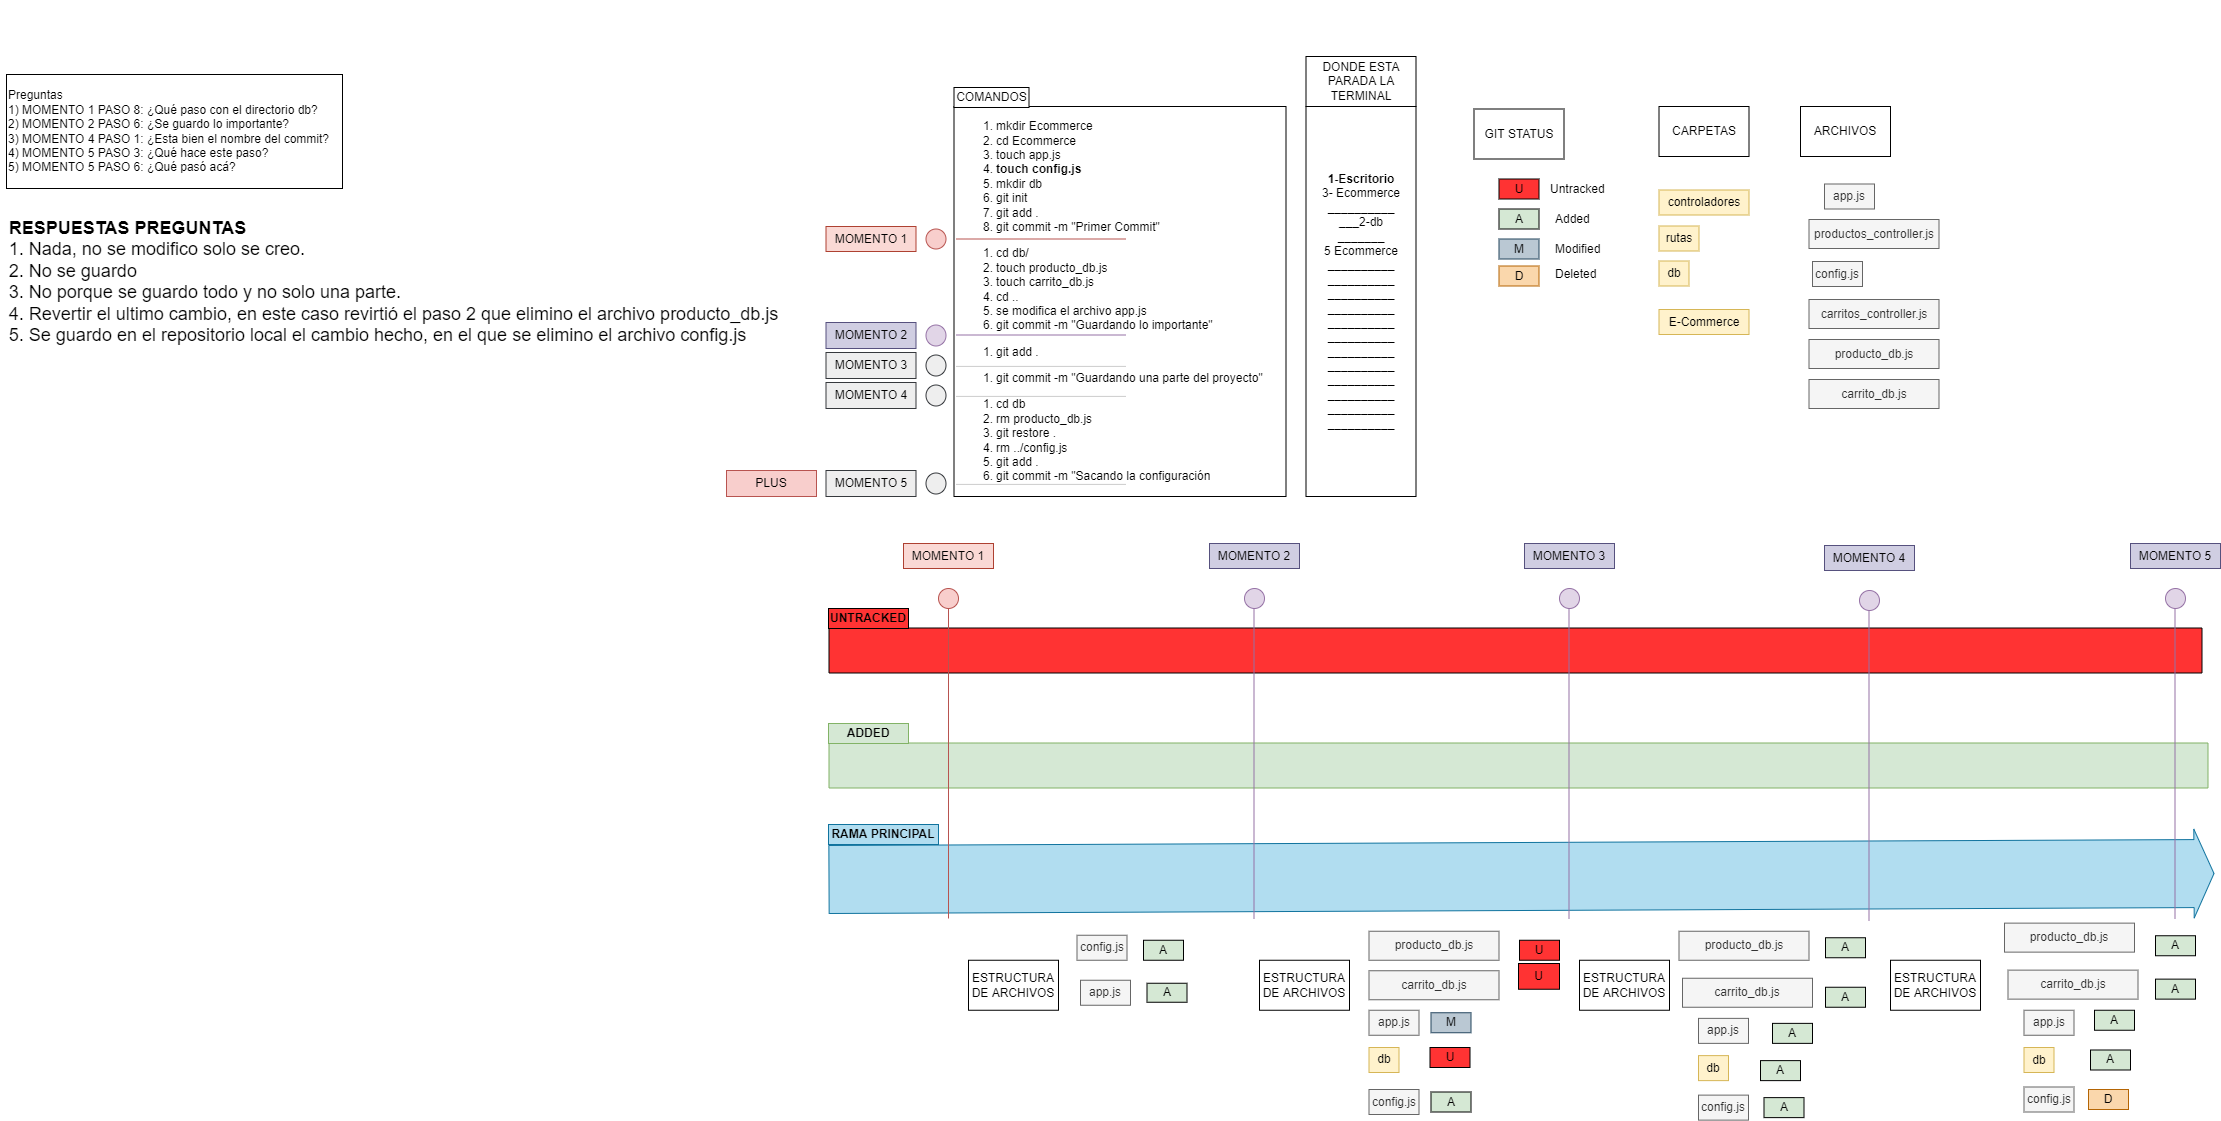 Preguntas
1) MOMENTO 1 PASO 8: ¿Qué paso con el directorio db?
2) MOMENTO 2 PASO 6: ¿Se guardo lo importante?
3) MOMENTO 4 PASO 1: ¿Esta bien el nombre del commit?
4) MOMENTO 5 PASO 3: ¿Qué hace este paso?
5) MOMENTO 5 PASO 6: ¿Qué pasó acá?
RESPUESTAS PREGUNTAS
1. Nada, no se modifico solo se creo.
2. No se guardo
3. No porque se guardo todo y no solo una parte.
4. Revertir el ultimo cambio, en este caso revirtió el paso 2 que elimino el archivo producto_db.js
5. Se guardo en el repositorio local el cambio hecho, en el que se elimino el archivo config.js
COMANDOS
1. mkdir Ecommerce
2. cd Ecommerce
3. touch app.js
4. touch config.js
5. mkdir db
6. git init
7. git add .
8. git commit -m "Primer Commit"
MOMENTO 1
1. cd db/
2. touch producto_db.js
3. touch carrito_db.js
4. cd ..
5. se modifica el archivo app.js
6. git commit -m "Guardando lo importante"
MOMENTO 2
1. git add .
MOMENTO 3
1. git commit -m "Guardando una parte del proyecto"
MOMENTO 4
1. cd db
2. rm producto_db.js
3. git restore .
4. rm ../config.js
5. git add .
6. git commit -m "Sacando la configuración
PLUS
MOMENTO 5
DONDE ESTA
PARADA LA
TERMINAL
1-Escritorio
3- Ecommerce
__________
___2-db
_______
5 Ecommerce
__________
__________
__________
__________
__________
__________
__________
__________
__________
__________
__________
__________
GIT STATUS
U Untracked
A Added
M Modified
D Deleted
CARPETAS
controladores
rutas
db
E-Commerce
ARCHIVOS
app.js
productos_controller.js
config.js
carritos_controller.js
producto_db.js
carrito_db.js
MOMENTO 1
MOMENTO 2
MOMENTO 3
MOMENTO 4
MOMENTO 5
UNTRACKED
ADDED
RAMA PRINCIPAL
ESTRUCTURA
DE ARCHIVOS
config.js A
app.js A
ESTRUCTURA
DE ARCHIVOS
producto_db.js U
carrito_db.js U
app.js M
db U
config.js A
ESTRUCTURA
DE ARCHIVOS
producto_db.js A
carrito_db.js A
app.js A
db A
config.js A
ESTRUCTURA
DE ARCHIVOS
producto_db.js A
carrito_db.js A
app.js A
db A
config.js D